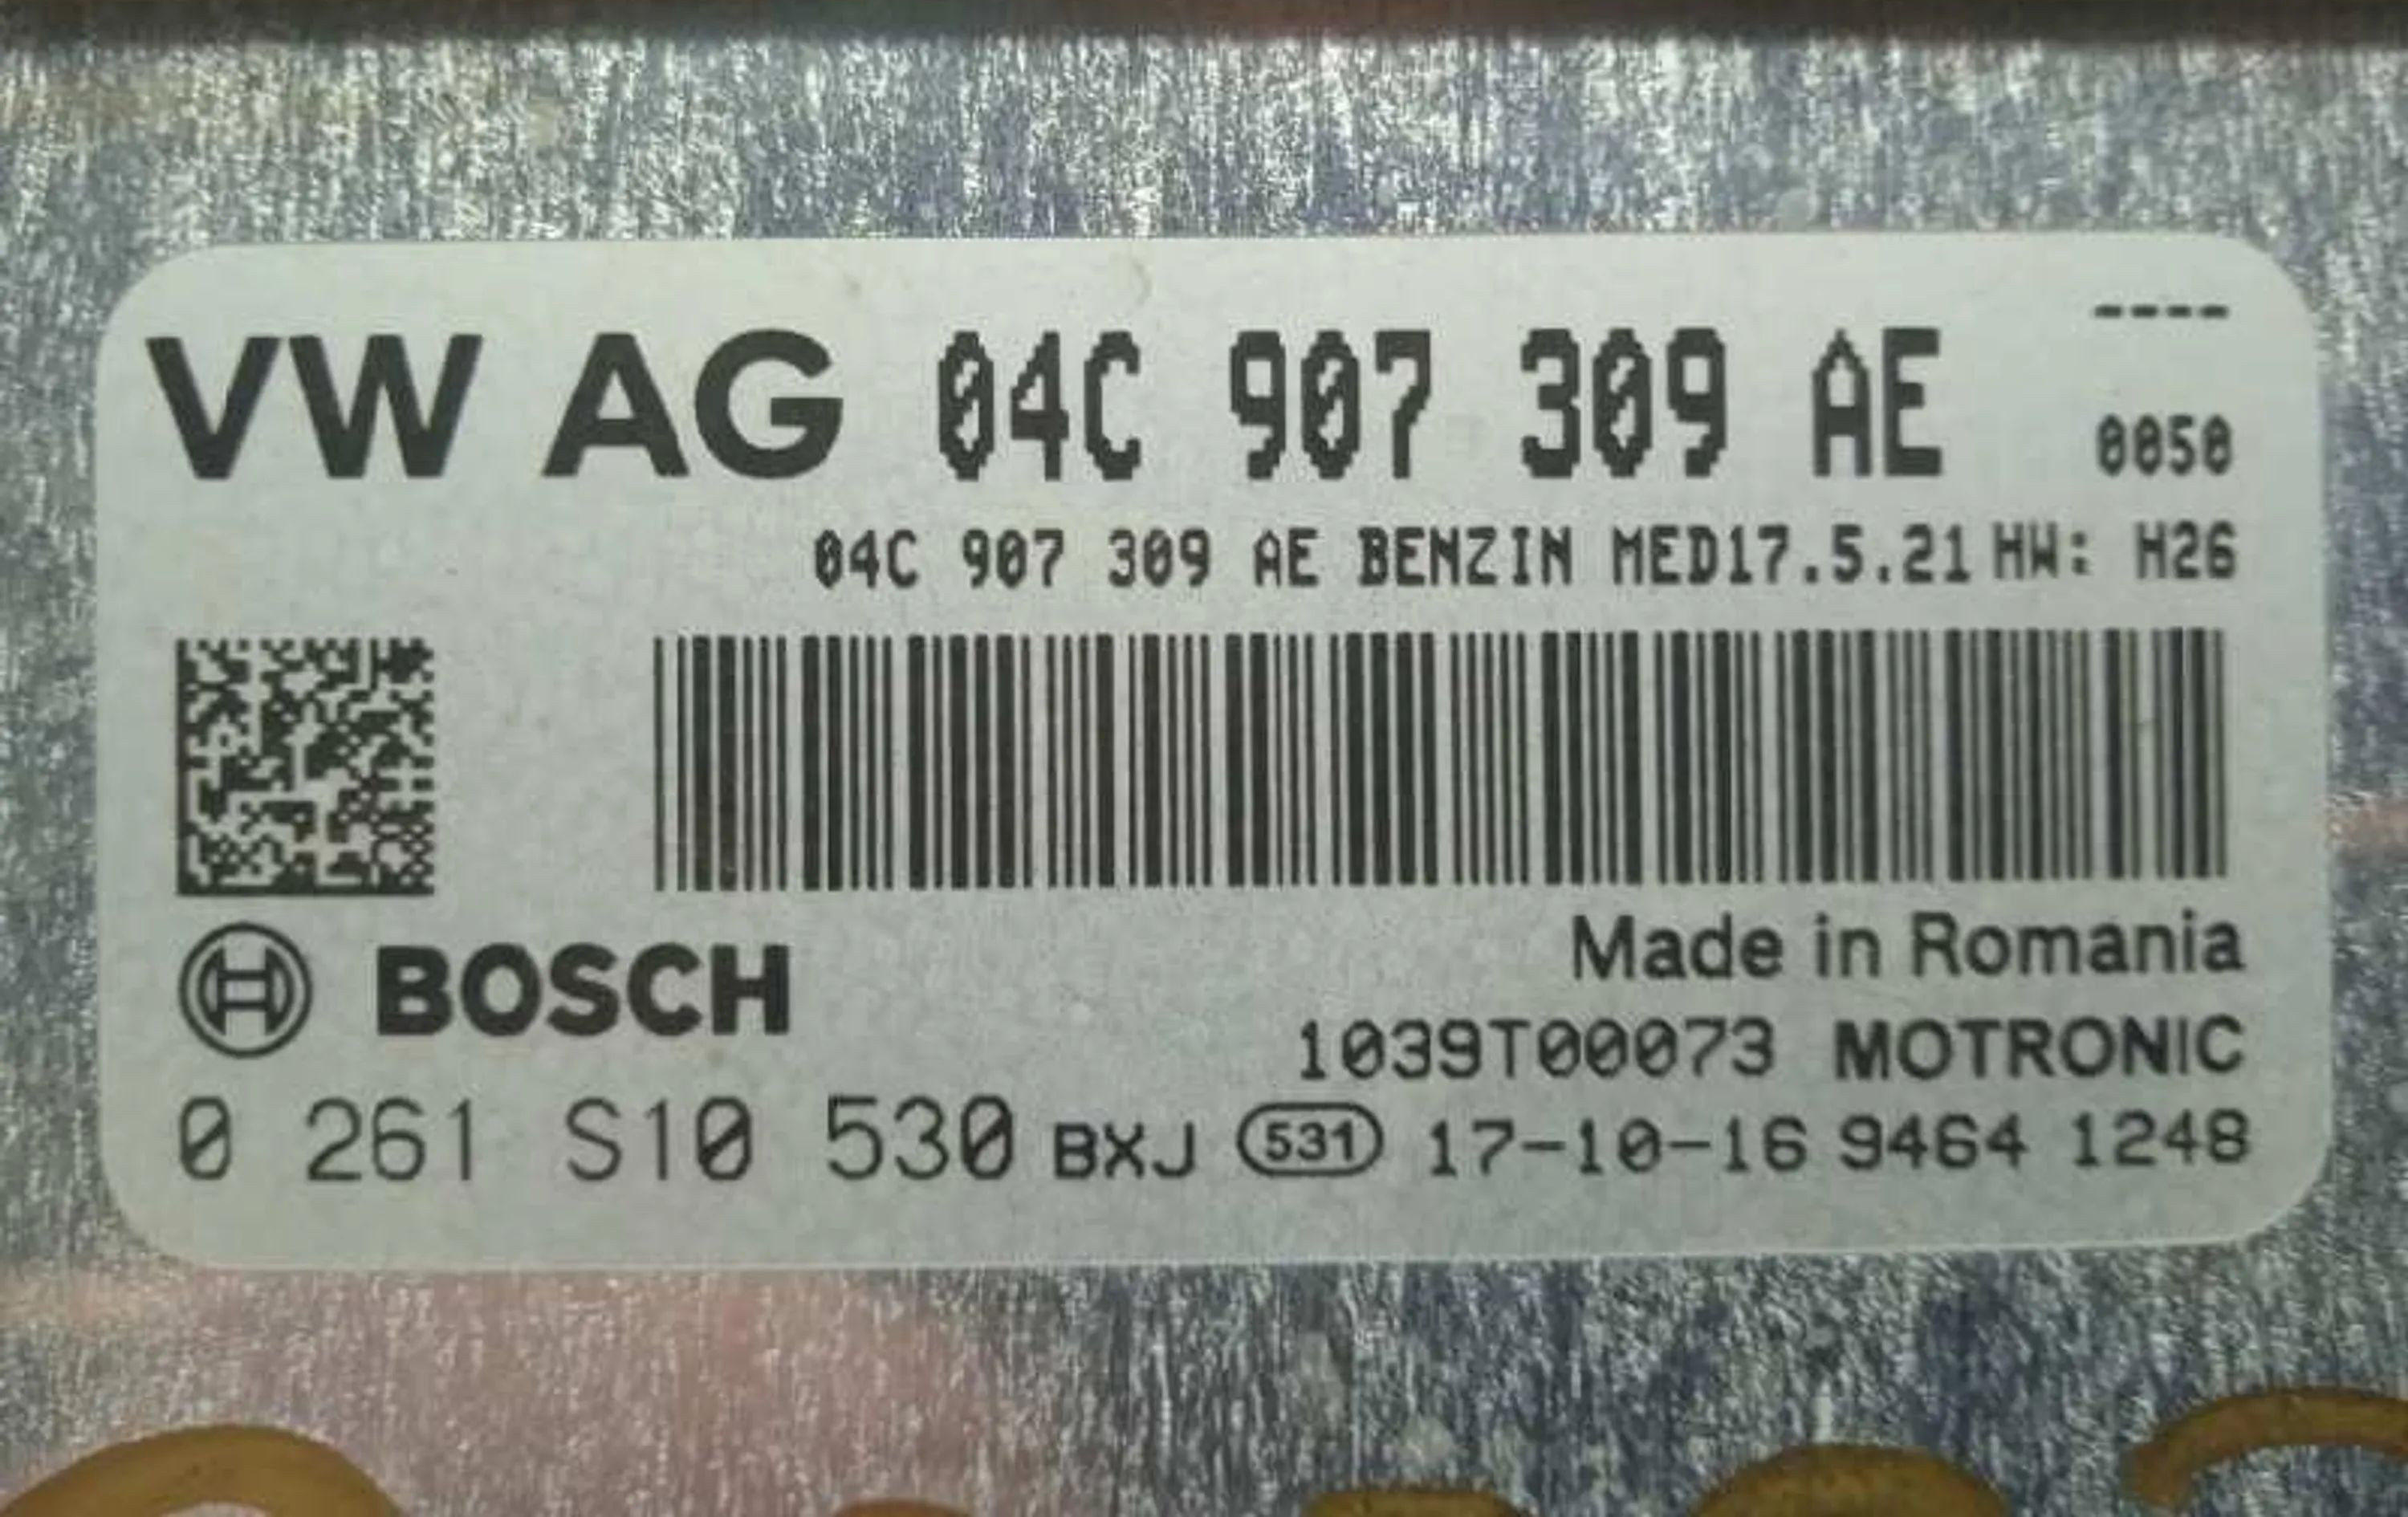 VW AG 04C 907 309 AE
----
0050
04C 907 309 AE BENZIN MED17.5.21 HW: H26
BOSCH
Made in Romania
1039T00073 MOTRONIC
0 261 S10 530 BXJ 531 17-10-16 9464 1248